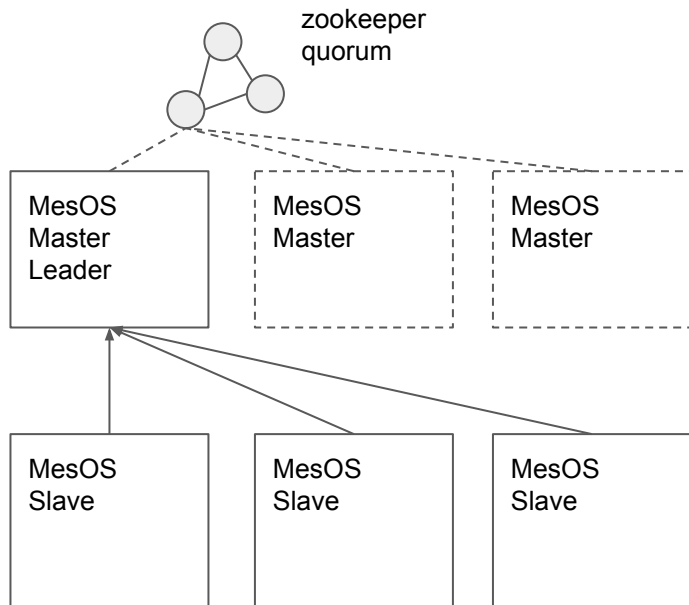 zookeeper
quorum
MesOS
Master
Leader
MesOS
Master
MesOS
Master
MesOS
Slave
MesOS
Slave
MesOS
Slave